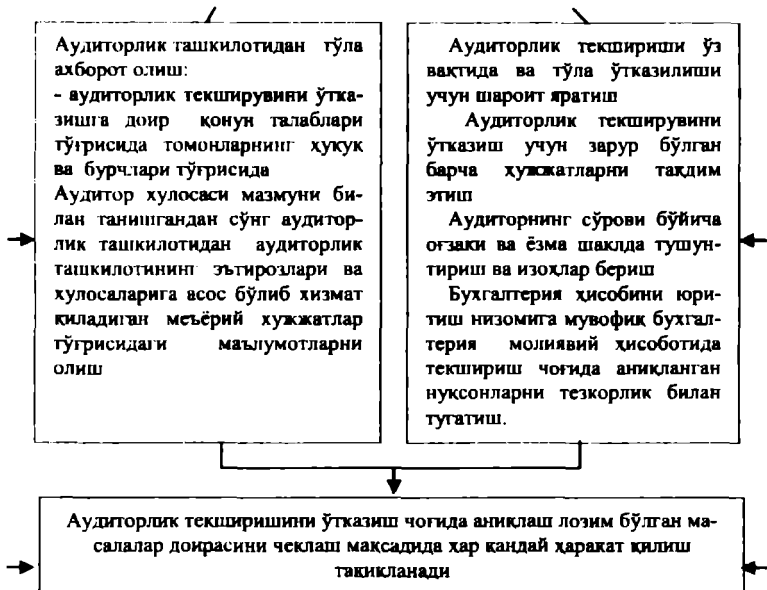 Аудиторлик ташкилотидан тўла
ахборот олиш:
- аудиторлик текширувини ўтка-
зишга доир қонун талаблари
тўғрисида томонларнинг ҳуқуқ
ва бурчлари тўғрисида
Аудитор хулосаси мазмуни би-
лан танишгандан сўнг аудитор-
лик ташкилотидан аудиторлик
ташкилотининг эътирозлари ва
хулосаларига асос бўлиб хизмат
қиладиган меъёрий ҳужжатлар
тўғрисидаги маълумотларни
олиш
Аудиторлик текшириши ўз
вақтида ва тўла ўтказилиши
учун шароит яратиш
Аудиторлик текширувини
ўтказиш учун зарур бўлган
барча ҳужжатларни тақдим
этиш
Аудиторнинг сўрови бўйича
оғзаки ва ёзма шаклда тушун-
тириш ва изоҳлар бериш
Бухгалтерия ҳисобини юри-
тиш низомига мувофиқ бухгал-
терия молиявий ҳисоботида
текшириш чоғида аниқланган
нуқсонларни тезкорлик билан
тугатиш.
Аудиторлик текширишини ўтказиш чоғида аниқлаш лозим бўлган ма-
салалар доирасини чеклаш мақсадида ҳар қандай ҳаракат қилиш
тақиқланади